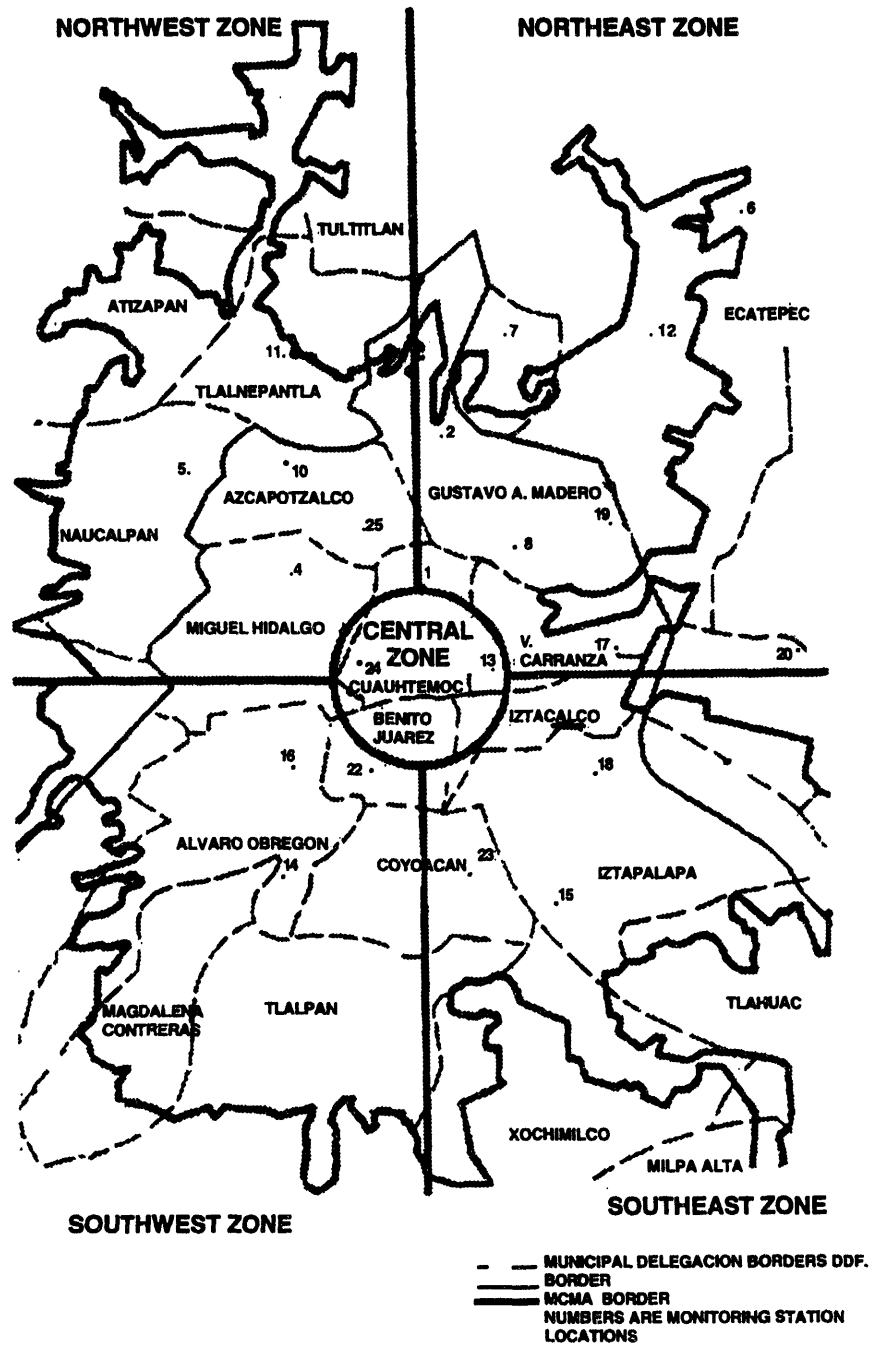 NORTHWEST ZONE
NORTHEAST ZONE
6
TULTITLAN
ATIZAPAN
ECATEPEC
7
12
11
TLALNEPANTLA
2
5
10
AZCAPOTZALCO
GUSTAVO A. MADERO
19
25
NAUCALPAN
8
4
1
MIGUEL HIDALGO
CENTRAL
ZONE
V.
CARRANZA
17
20
24
13
CUAUHTEMOC
BENITO
JUAREZ
IZTACALCO
16
22
18
ALVARO OBREGON
14
COYOACAN
23
IZTAPALAPA
15
MAGDALENA
CONTRERAS
TLALPAN
TLAHUAC
XOCHIMILCO
MILPA ALTA
SOUTHWEST ZONE
SOUTHEAST ZONE
MUNICIPAL DELEGACION BORDERS DDF.
BORDER
MCMA BORDER
NUMBERS ARE MONITORING STATION
LOCATIONS